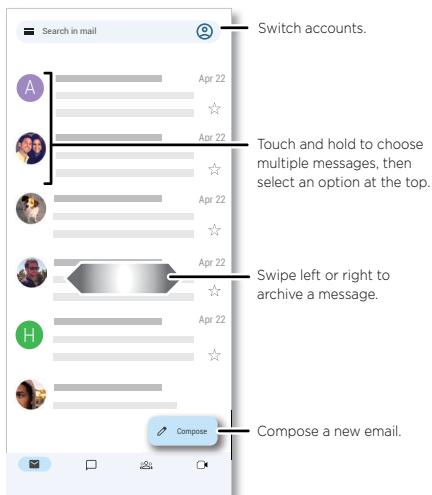 Search in mail
Switch accounts.
A
Apr 22
Apr 22
Touch and hold to choose
multiple messages, then
select an option at the top.
Apr 22
Apr 22
Swipe left or right to
archive a message.
H
Apr 22
Compose
Compose a new email.